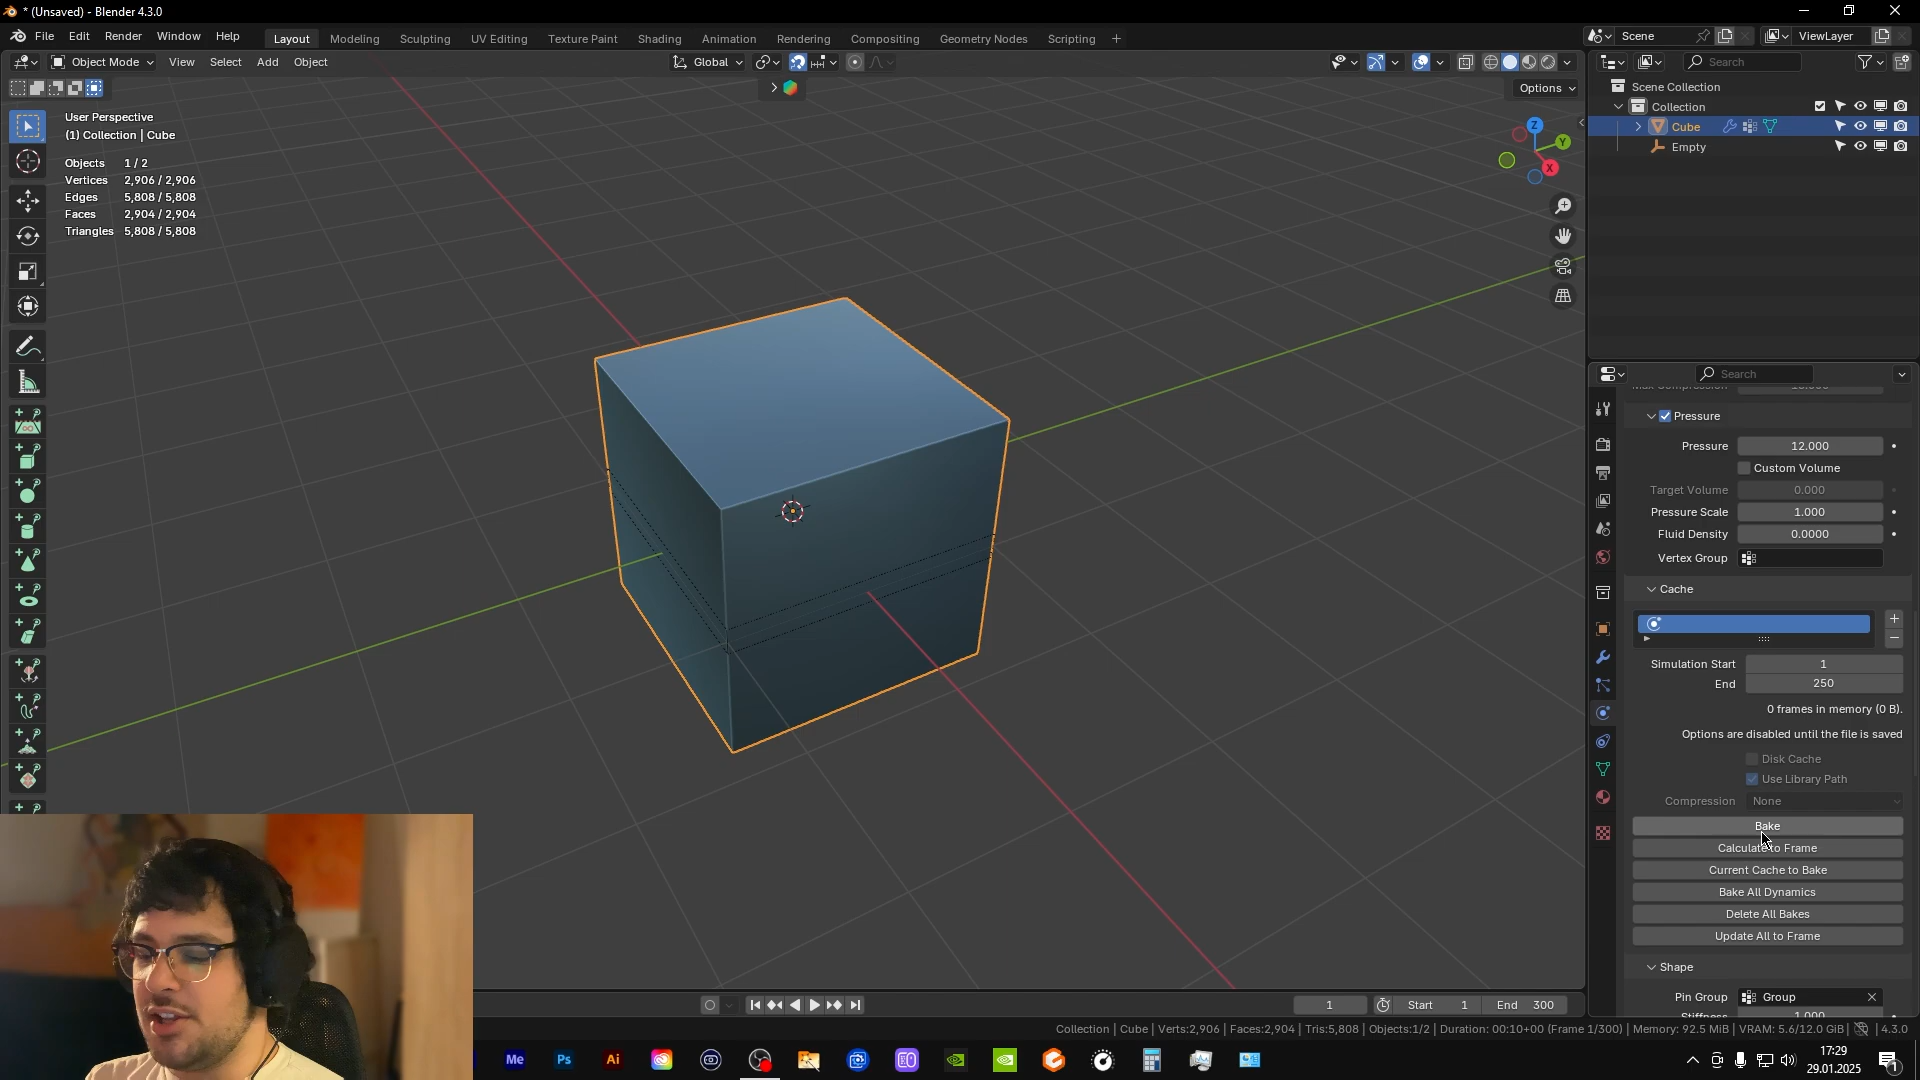 * (Unsaved) - Blender 4.3.0
File Edit Render Window Help
Layout Modeling Sculpting UV Editing Texture Paint Shading Animation Rendering Compositing Geometry Nodes Scripting +
Scene
ViewLayer
Object Mode View Select Add Object
Global
Search
Options
Scene Collection
Collection
Cube
Empty
User Perspective
(1) Collection | Cube
Objects 1 / 2
Vertices 2,906 / 2,906
Edges 5,808 / 5,808
Faces 2,904 / 2,904
Triangles 5,808 / 5,808
Z
Y
X
Search
Pressure
Pressure 12.000
Custom Volume
Target Volume 0.000
Pressure Scale 1.000
Fluid Density 0.0000
Vertex Group
Cache
Simulation Start 1
End 250
0 frames in memory (0 B).
Options are disabled until the file is saved
Disk Cache
Use Library Path
Compression None
Bake
Calculate to Frame
Current Cache to Bake
Bake All Dynamics
Delete All Bakes
Update All to Frame
Shape
Pin Group Group
1 Start 1 End 300
Collection | Cube | Verts:2,906 | Faces:2,904 | Tris:5,808 | Objects:1/2 | Duration: 00:10+00 (Frame 1/300) | Memory: 92.5 MiB | VRAM: 5.6/12.0 GiB | 4.3.0
Me Ps Ai
17:29
29.01.2025
1